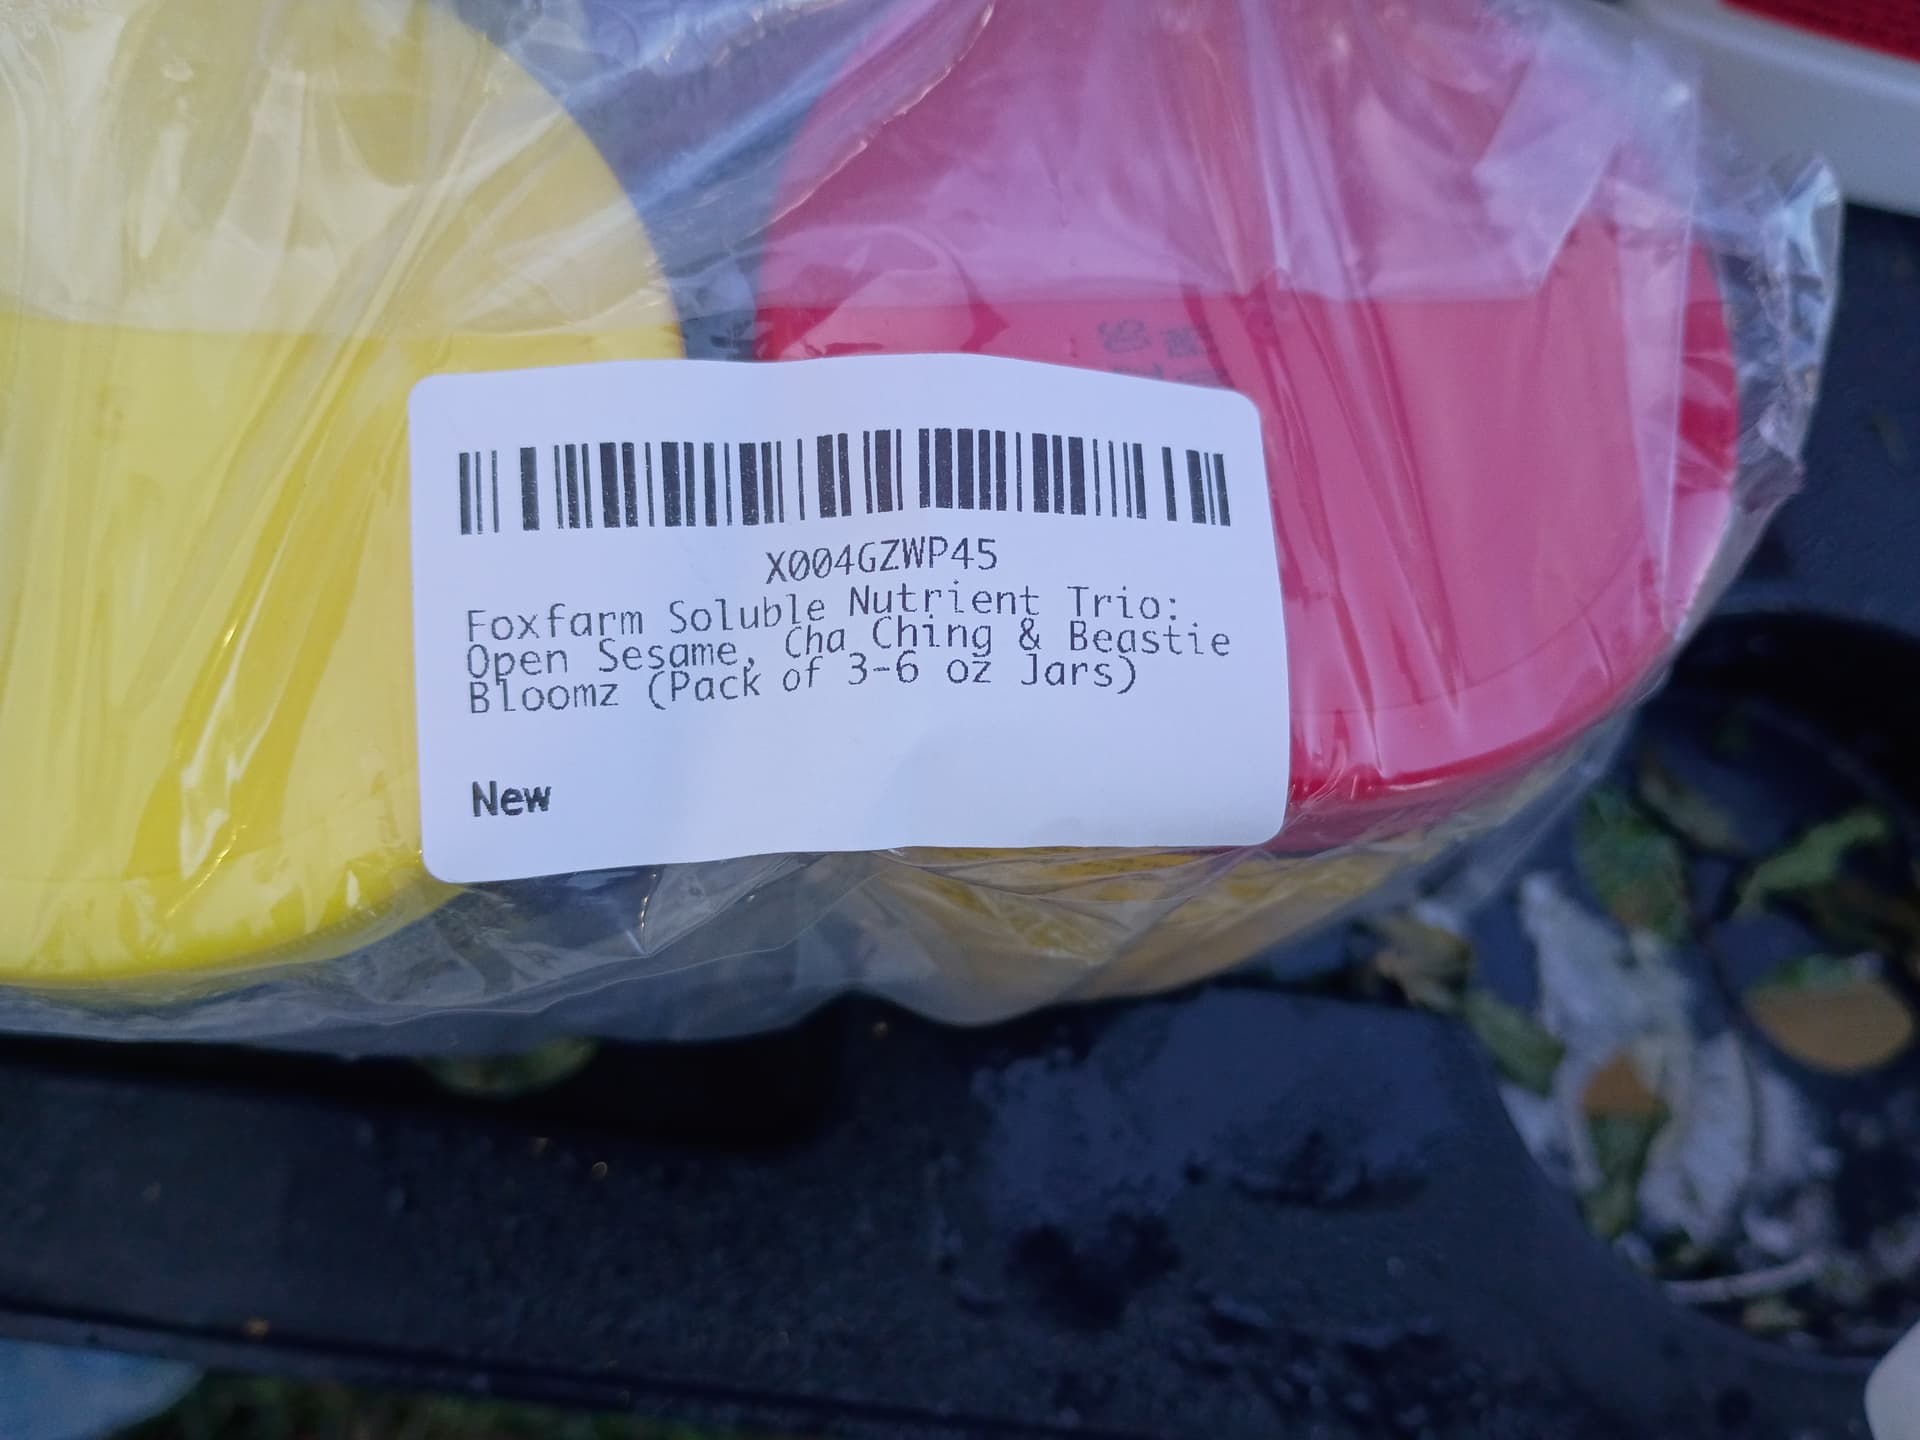 X004GZWP45
Foxfarm Soluble Nutrient Trio:
Open Sesame, Cha Ching & Beastie
Bloomz (Pack of 3-6 oz Jars)
New